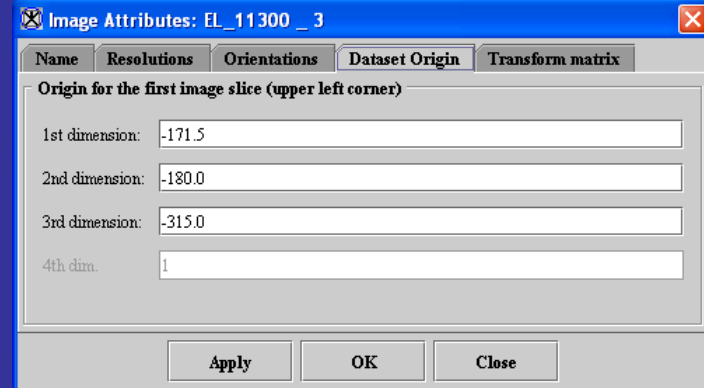 Image Attributes: EL_11300 _ 3
Name Resolutions Orientations Dataset Origin Transform matrix
Origin for the first image slice (upper left corner)
1st dimension: -171.5
2nd dimension: -180.0
3rd dimension: -315.0
4th dim. 1
Apply OK Close